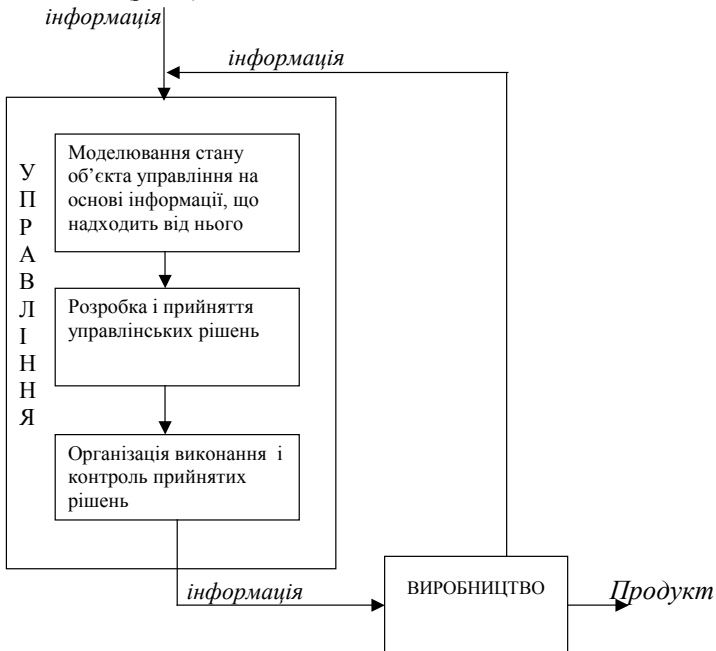 інформація
інформація
У
П
Р
А
В
Л
І
Н
Н
Я
Моделювання стану
об’єкта управління на
основі інформації, що
надходить від нього
Розробка і прийняття
управлінських рішень
Організація виконання і
контроль прийнятих
рішень
інформація
ВИРОБНИЦТВО
Продукт